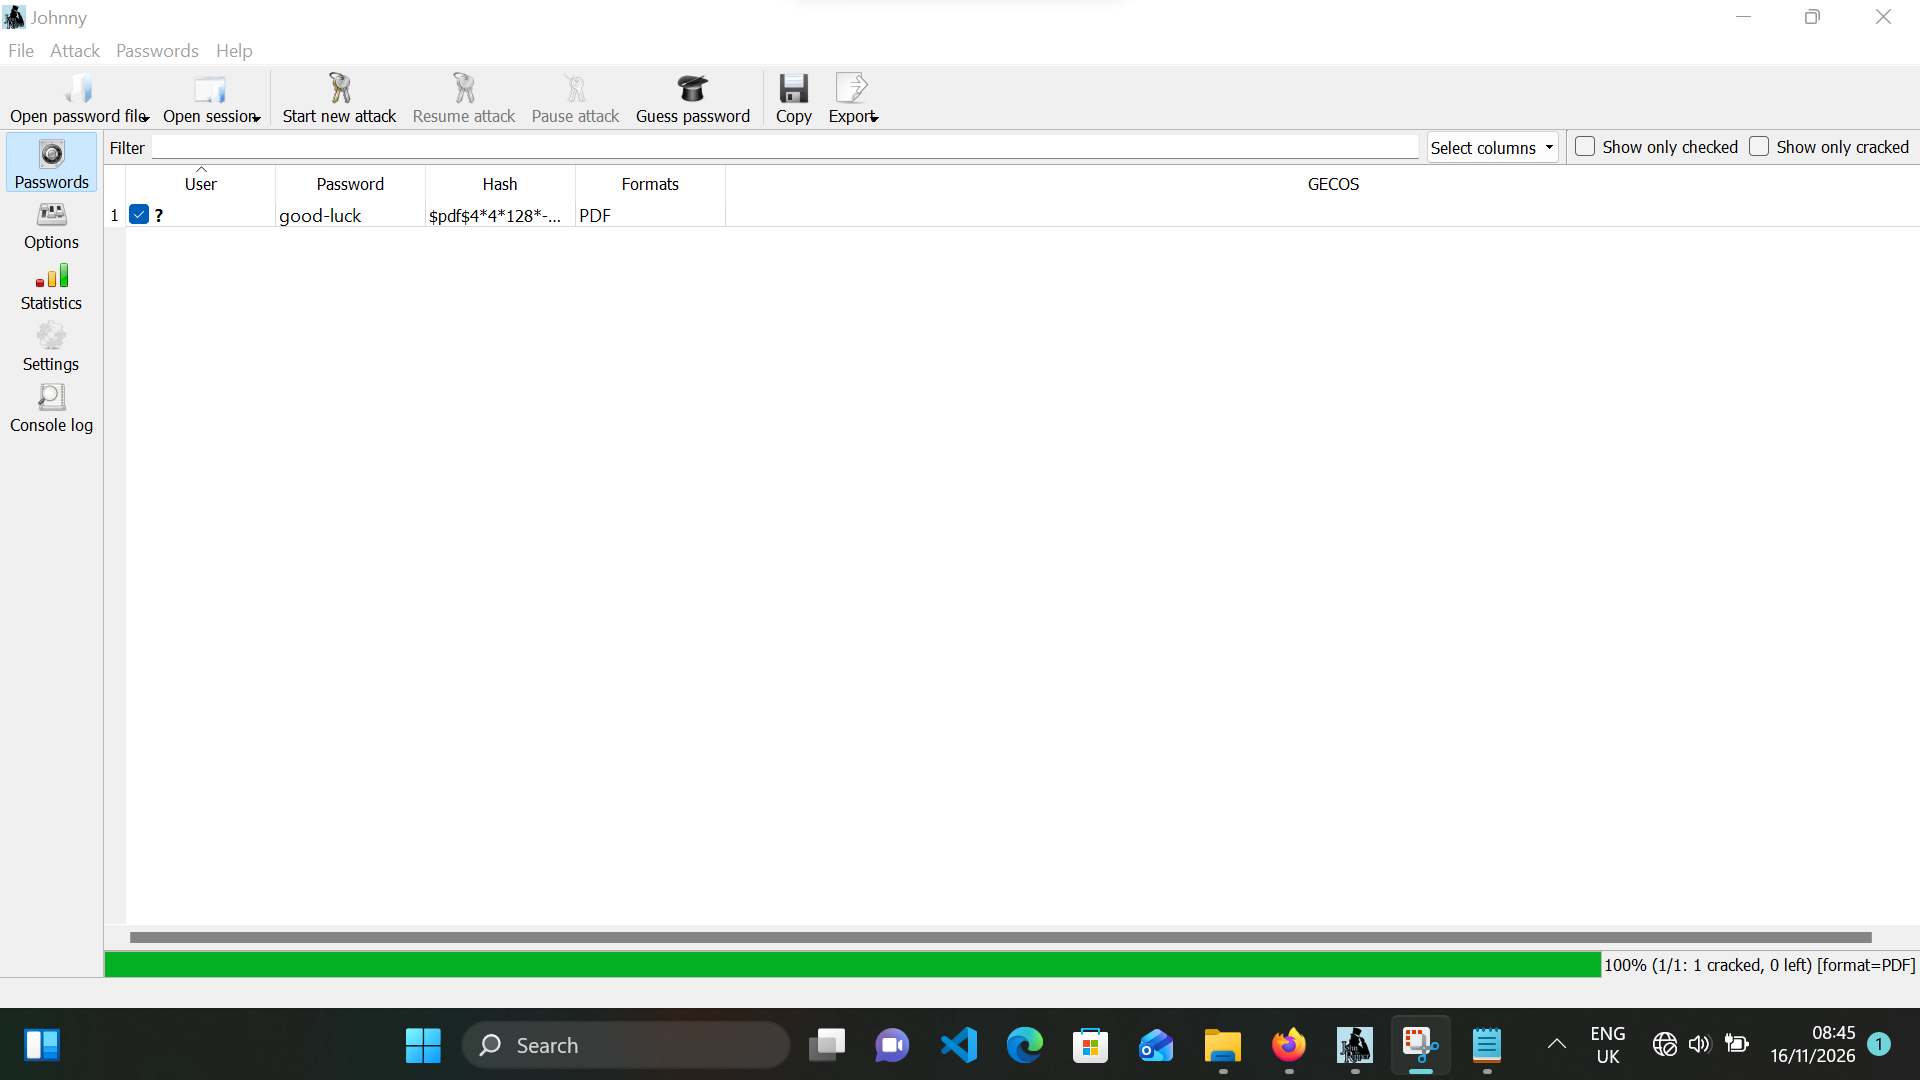 Johnny
File Attack Passwords Help
Open password file Open session Start new attack Resume attack Pause attack Guess password Copy Export
Passwords
Options
Statistics
Settings
Console log
Filter Select columns Show only checked Show only cracked
User Password Hash Formats GECOS
1 ? good-luck $pdf$4*4*128*-... PDF
100% (1/1: 1 cracked, 0 left) [format=PDF]
Search
ENG
UK
08:45
16/11/2026
1